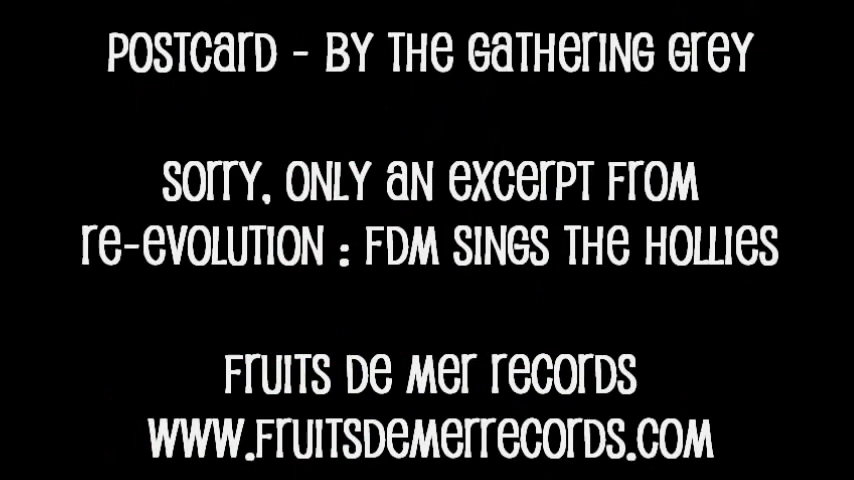 POSTCARD - BY THE GATHERING GREY
SORRY, ONLY AN EXCERPT FROM
RE-EVOLUTION : FDM SINGS THE HOLLIES
FRUITS DE MER RECORDS
WWW.FRUITSDEMERRECORDS.COM